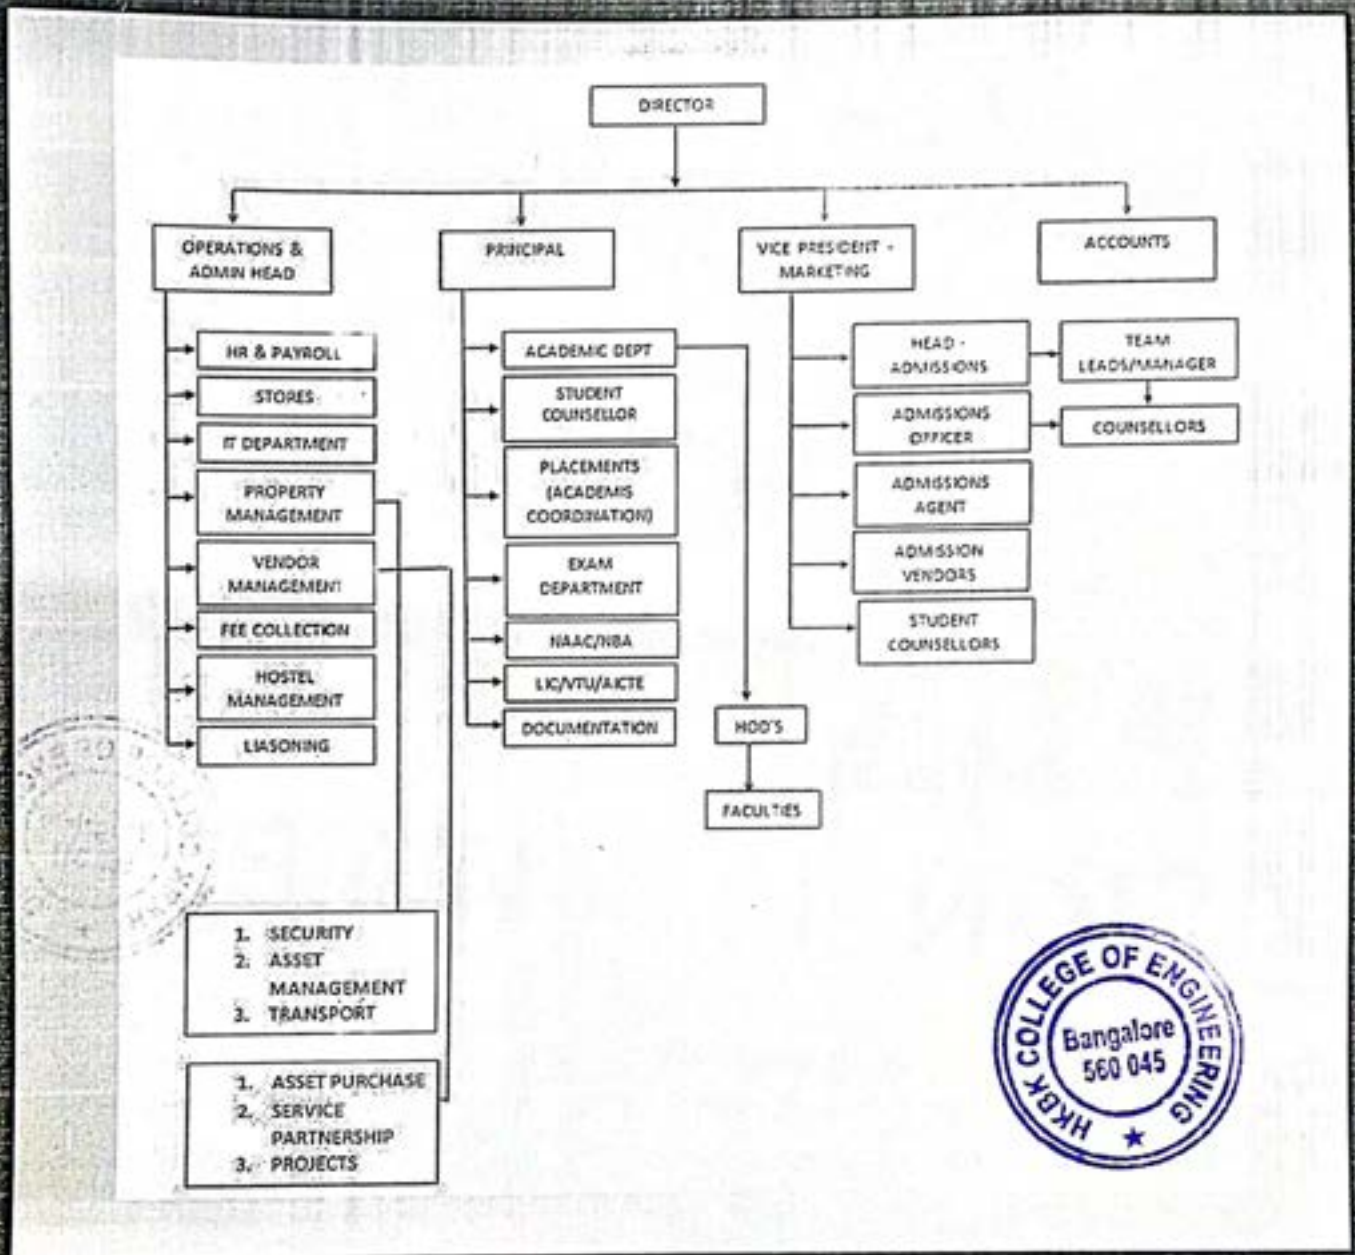 DIRECTOR
OPERATIONS &
ADMIN HEAD
PRINCIPAL
VICE PRESIDENT -
MARKETING
ACCOUNTS
HR & PAYROLL
STORES
IT DEPARTMENT
PROPERTY
MANAGEMENT
VENDOR
MANAGEMENT
FEE COLLECTION
HOSTEL
MANAGEMENT
LIASONING
ACADEMIC DEPT
STUDENT
COUNSELLOR
PLACEMENTS
(ACADEMIS
COORDINATION)
EXAM
DEPARTMENT
NAAC/NBA
LIC/VTU/AICTE
DOCUMENTATION
HOD'S
FACULTIES
HEAD -
ADMISSIONS
ADMISSIONS
OFFICER
ADMISSIONS
AGENT
ADMISSION
VENDORS
STUDENT
COUNSELLORS
TEAM
LEADS/MANAGER
COUNSELLORS
1. SECURITY
2. ASSET
MANAGEMENT
3. TRANSPORT
1. ASSET PURCHASE
2. SERVICE
PARTNERSHIP
3. PROJECTS
HKBK COLLEGE OF ENGINEERING
Bangalore
560 045